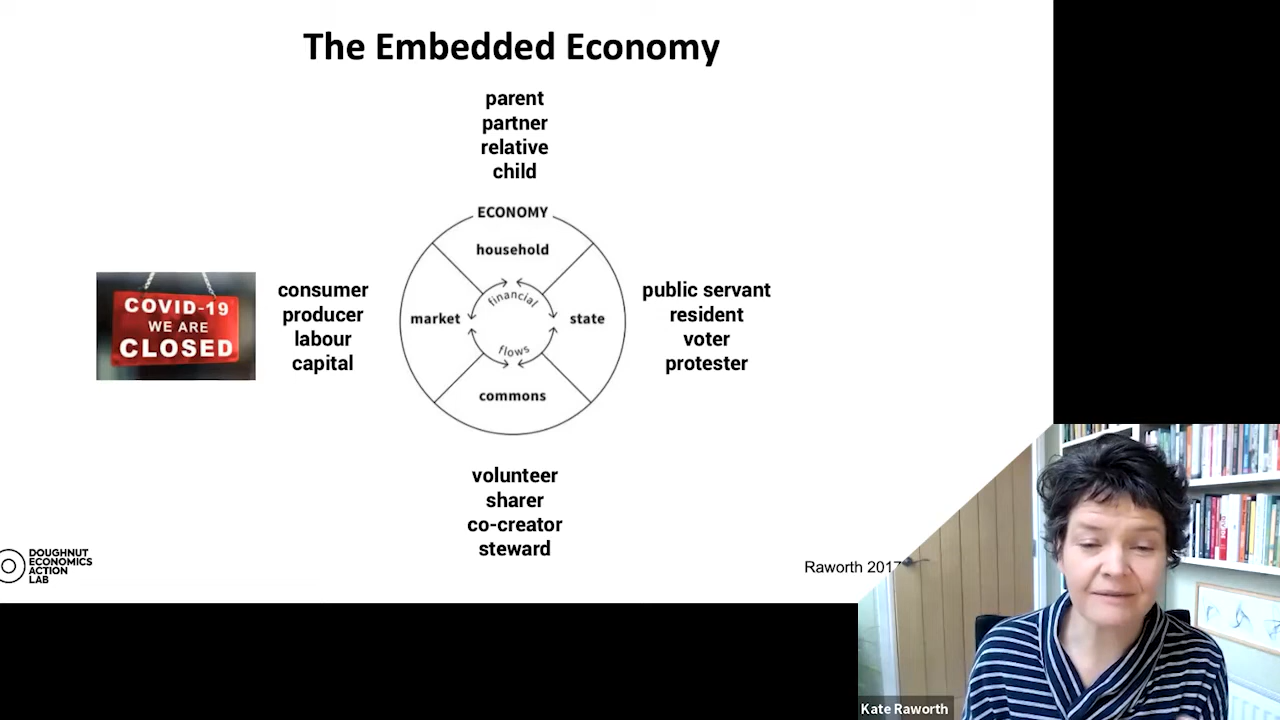 The Embedded Economy
parent
partner
relative
child
ECONOMY
household
COVID-19
WE ARE
CLOSED
consumer
producer
labour
capital
market
financial
flows
state
public servant
resident
voter
protester
commons
volunteer
sharer
co-creator
steward
DOUGHNUT
ECONOMICS
ACTION
LAB
Raworth 2017
Kate Raworth